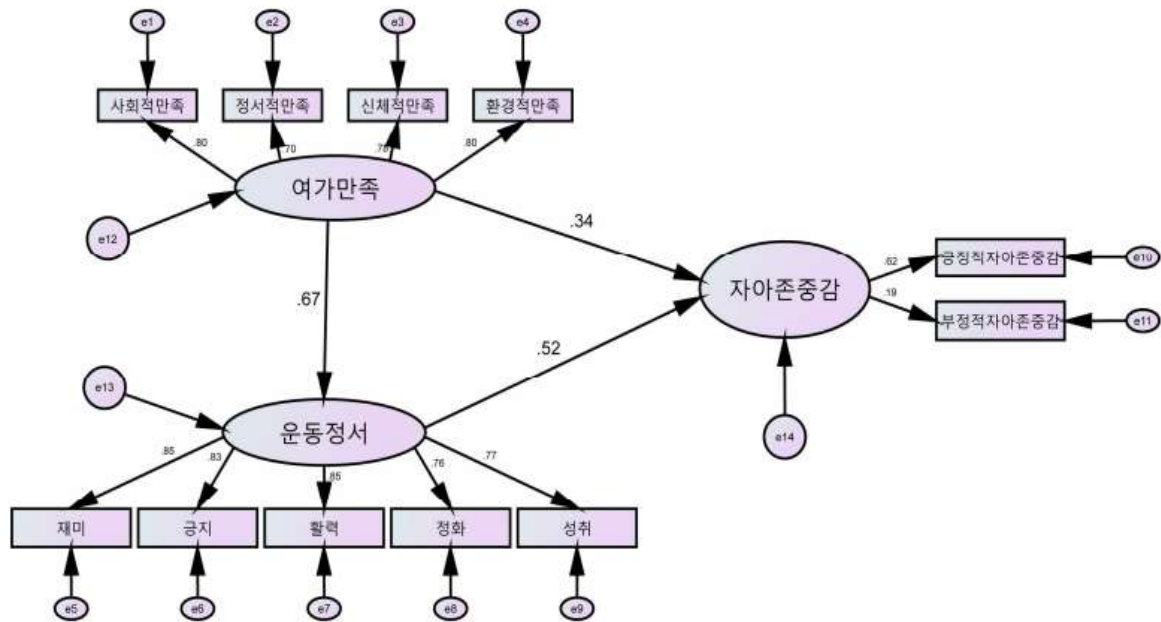 e1
e2
e3
e4
사회적만족
정서적만족
신체적만족
환경적만족
.80
.70
.78
.80
여가만족
e12
.34
.67
자아존중감
.62
긍정적자아존중감
e10
.19
부정적자아존중감
e11
.52
e13
운동정서
e14
.85
.83
.85
.76
.77
재미
긍지
활력
정화
성취
e5
e6
e7
e8
e9